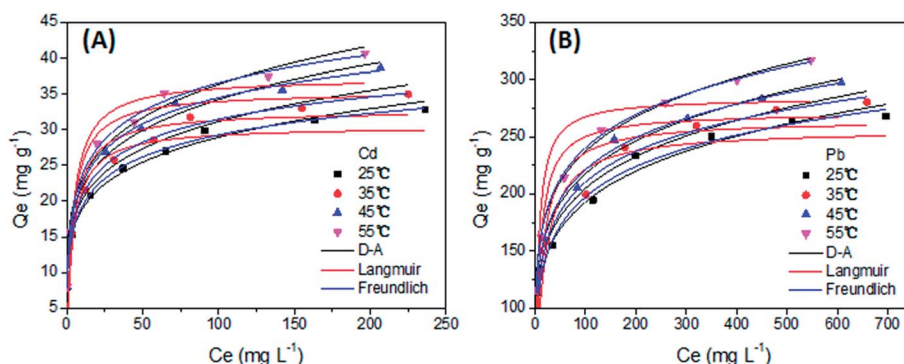 (A)
45
40
35
30
25
20
15
10
5
Qe (mg g⁻¹)
0 50 100 150 200 250
Ce (mg L⁻¹)
Cd
25℃
35℃
45℃
55℃
D-A
Langmuir
Freundlich
(B)
350
300
250
200
150
100
Qe (mg g⁻¹)
0 100 200 300 400 500 600 700
Ce (mg L⁻¹)
Pb
25℃
35℃
45℃
55℃
D-A
Langmuir
Freundlich